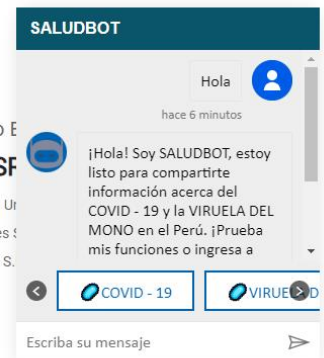 SALUDBOT
Hola
hace 6 minutos
¡Hola! Soy SALUDBOT, estoy
listo para compartirte
información acerca del
COVID - 19 y la VIRUELA DEL
MONO en el Perú. ¡Prueba
mis funciones o ingresa a
COVID - 19
VIRUE
Escriba su mensaje